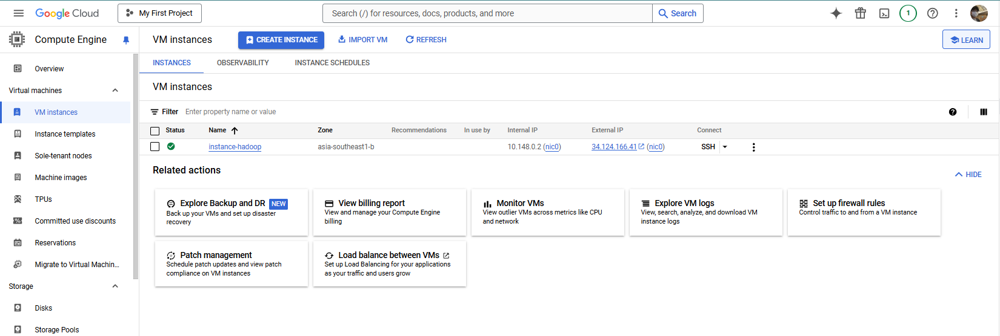 Google Cloud
My First Project
Search (/) for resources, docs, products, and more
Search
1
Compute Engine
VM instances
CREATE INSTANCE
IMPORT VM
REFRESH
LEARN
Overview
Virtual machines
VM instances
Instance templates
Sole-tenant nodes
Machine images
TPUs
Committed use discounts
Reservations
Migrate to Virtual Machin...
Storage
Disks
Storage Pools
INSTANCES OBSERVABILITY INSTANCE SCHEDULES
VM instances
Filter Enter property name or value
Status Name Zone Recommendations In use by Internal IP External IP Connect
instance-hadoop asia-southeast1-b 10.148.0.2 (nic0) 34.124.166.41 (nic0) SSH
Related actions
HIDE
Explore Backup and DR NEW
Back up your VMs and set up disaster
recovery
View billing report
View and manage your Compute Engine
billing
Monitor VMs
View outlier VMs across metrics like CPU
and network
Explore VM logs
View, search, analyze, and download VM
instance logs
Set up firewall rules
Control traffic to and from a VM instance
Patch management
Schedule patch updates and view patch
compliance on VM instances
Load balance between VMs
Set up Load Balancing for your applications
as your traffic and users grow